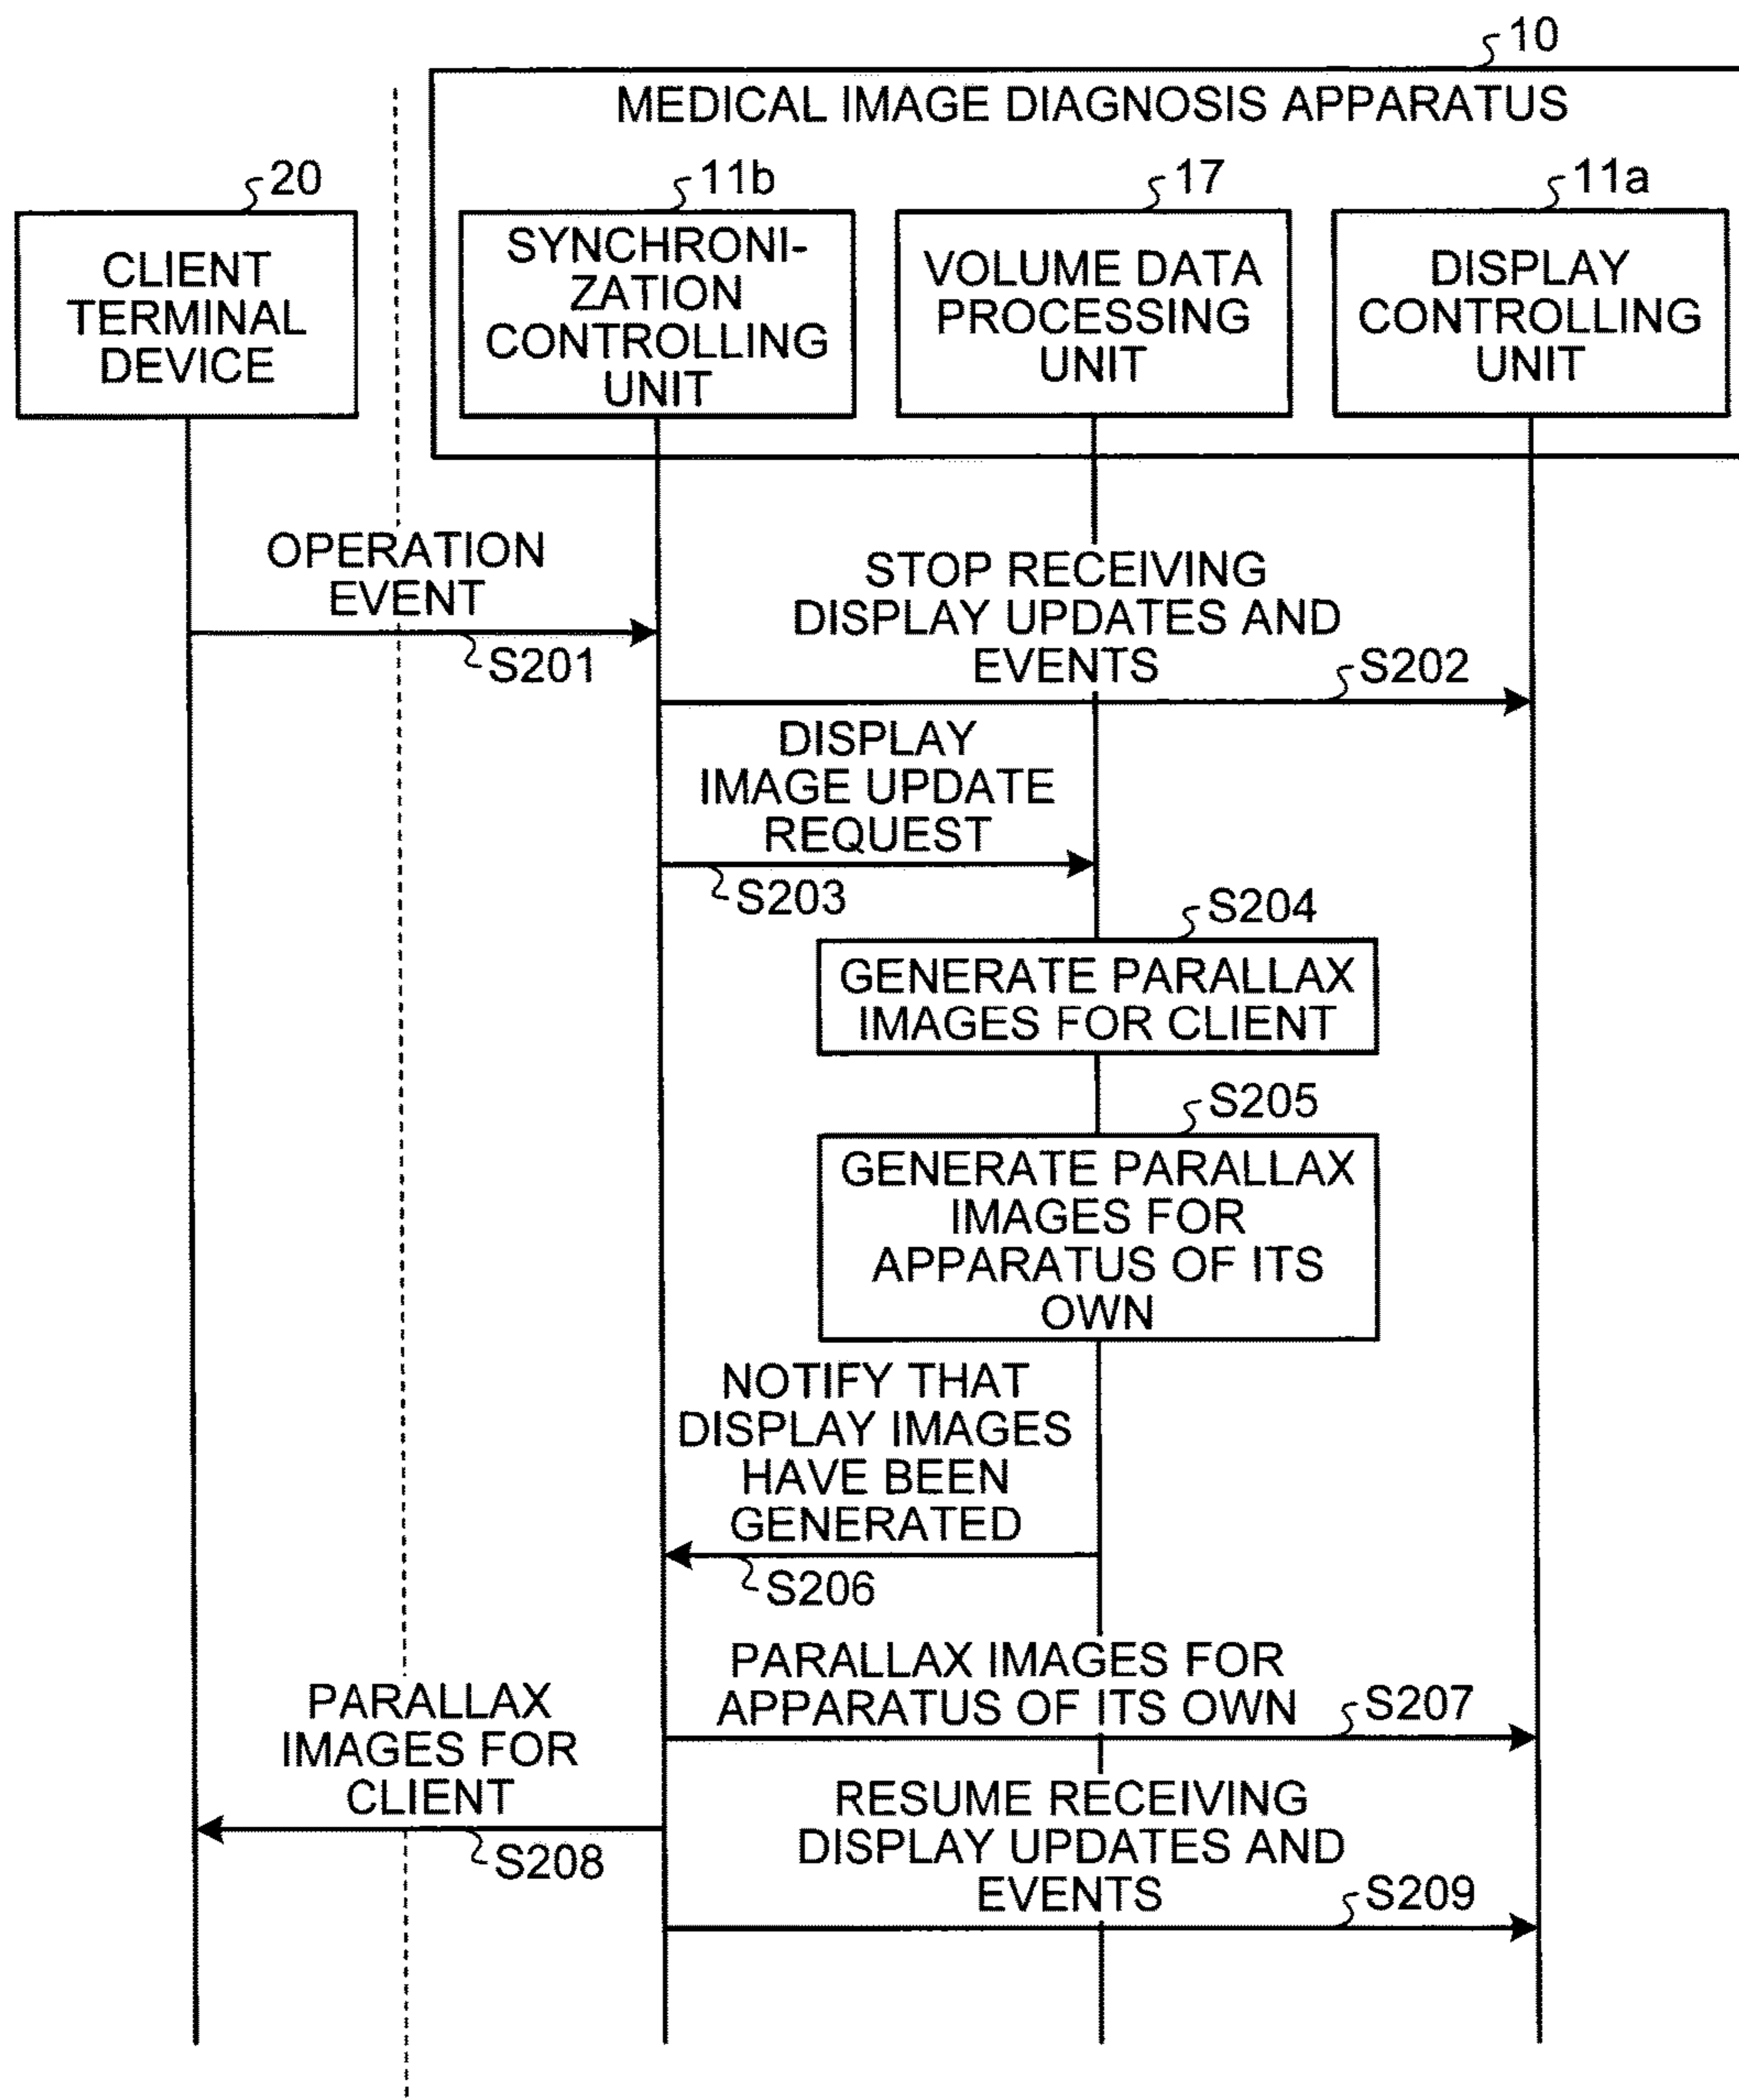 10
MEDICAL IMAGE DIAGNOSIS APPARATUS
20
11b
17
11a
CLIENT
TERMINAL
DEVICE
SYNCHRONI-
ZATION
CONTROLLING
UNIT
VOLUME DATA
PROCESSING
UNIT
DISPLAY
CONTROLLING
UNIT
OPERATION
EVENT
S201
STOP RECEIVING
DISPLAY UPDATES AND
EVENTS
S202
DISPLAY
IMAGE UPDATE
REQUEST
S203
S204
GENERATE PARALLAX
IMAGES FOR CLIENT
S205
GENERATE PARALLAX
IMAGES FOR
APPARATUS OF ITS
OWN
NOTIFY THAT
DISPLAY IMAGES
HAVE BEEN
GENERATED
S206
PARALLAX IMAGES FOR
APPARATUS OF ITS OWN
S207
PARALLAX
IMAGES FOR
CLIENT
S208
RESUME RECEIVING
DISPLAY UPDATES AND
EVENTS
S209